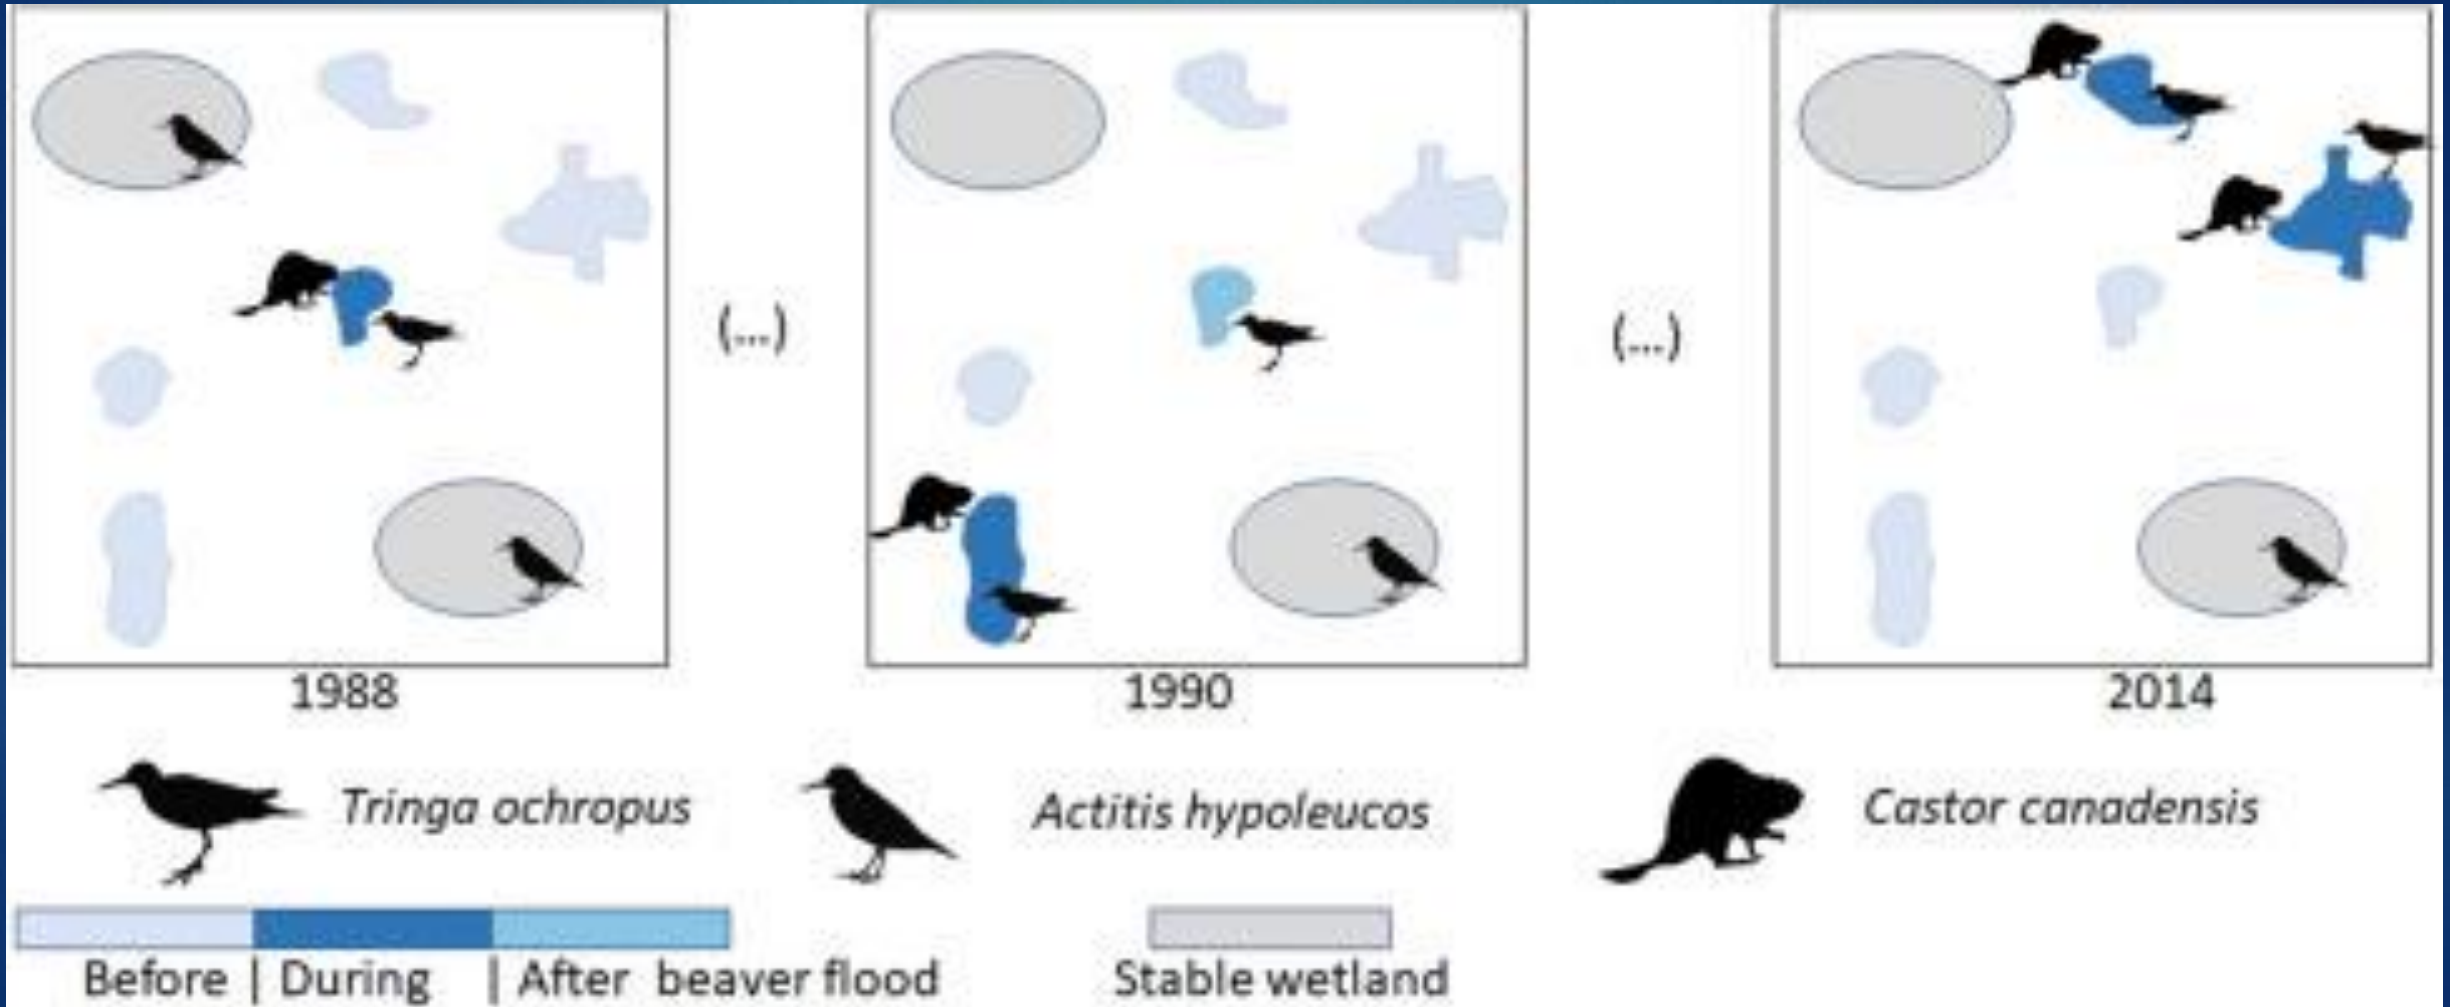 (...)
(...)
1988
1990
2014
Tringa ochropus
Actitis hypoleucos
Castor canadensis
Before | During | After beaver flood
Stable wetland